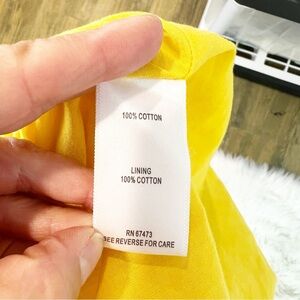 100% COTTON
LINING
100% COTTON
RN 67473
SEE REVERSE FOR CARE